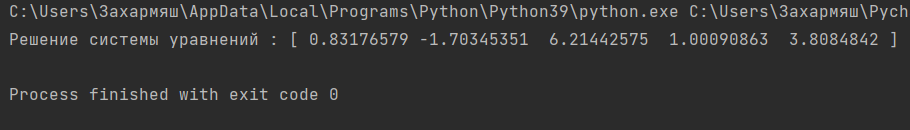 C:\Users\Захармяш\AppData\Local\Programs\Python\Python39\python.exe C:\Users\Захармяш\Pych
Решение системы уравнений : [ 0.83176579 -1.70345351  6.21442575  1.00090863  3.8084842 ]
Process finished with exit code 0